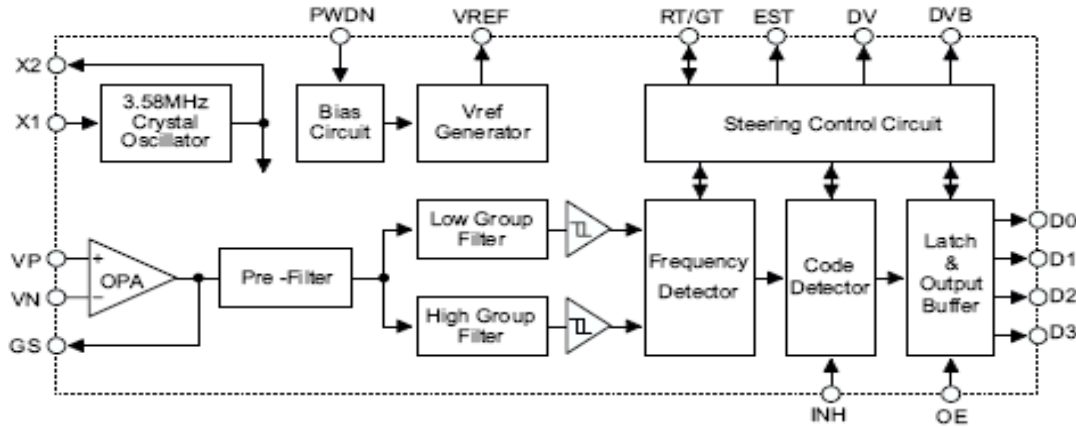 PWDN
VREF
RT/GT
EST
DV
DVB
X2
X1
3.58MHz
Crystal
Oscillator
Bias
Circuit
Vref
Generator
Steering Control Circuit
VP
VN
GS
+
OPA
−
Pre -Filter
Low Group
Filter
High Group
Filter
Frequency
Detector
Code
Detector
Latch
&
Output
Buffer
D0
D1
D2
D3
INH
OE